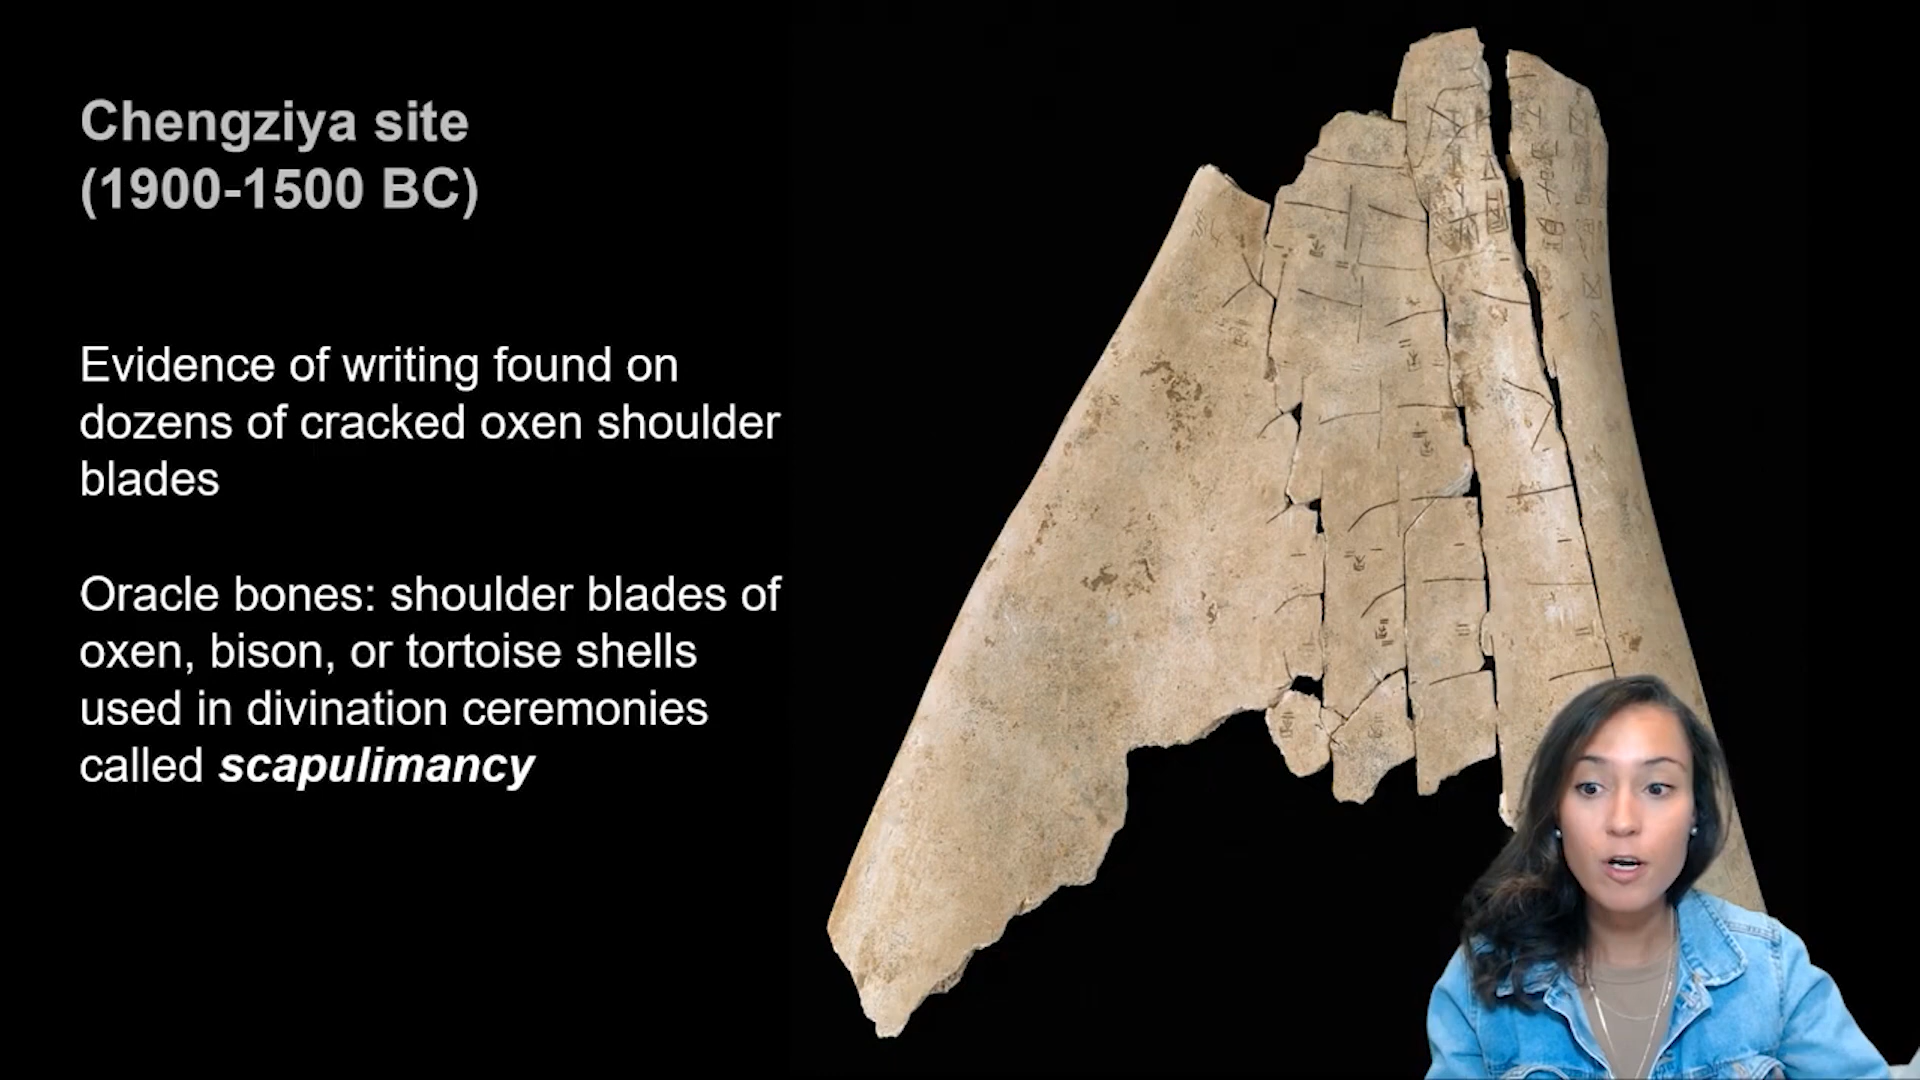 Chengziya site
(1900-1500 BC)
Evidence of writing found on
dozens of cracked oxen shoulder
blades
Oracle bones: shoulder blades of
oxen, bison, or tortoise shells
used in divination ceremonies
called scapulimancy